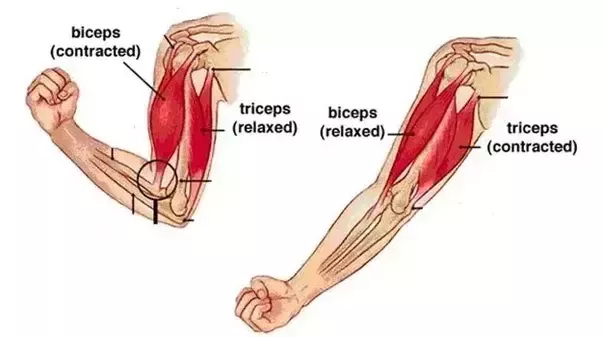 biceps
(contracted)
triceps
(relaxed)
biceps
(relaxed)
triceps
(contracted)